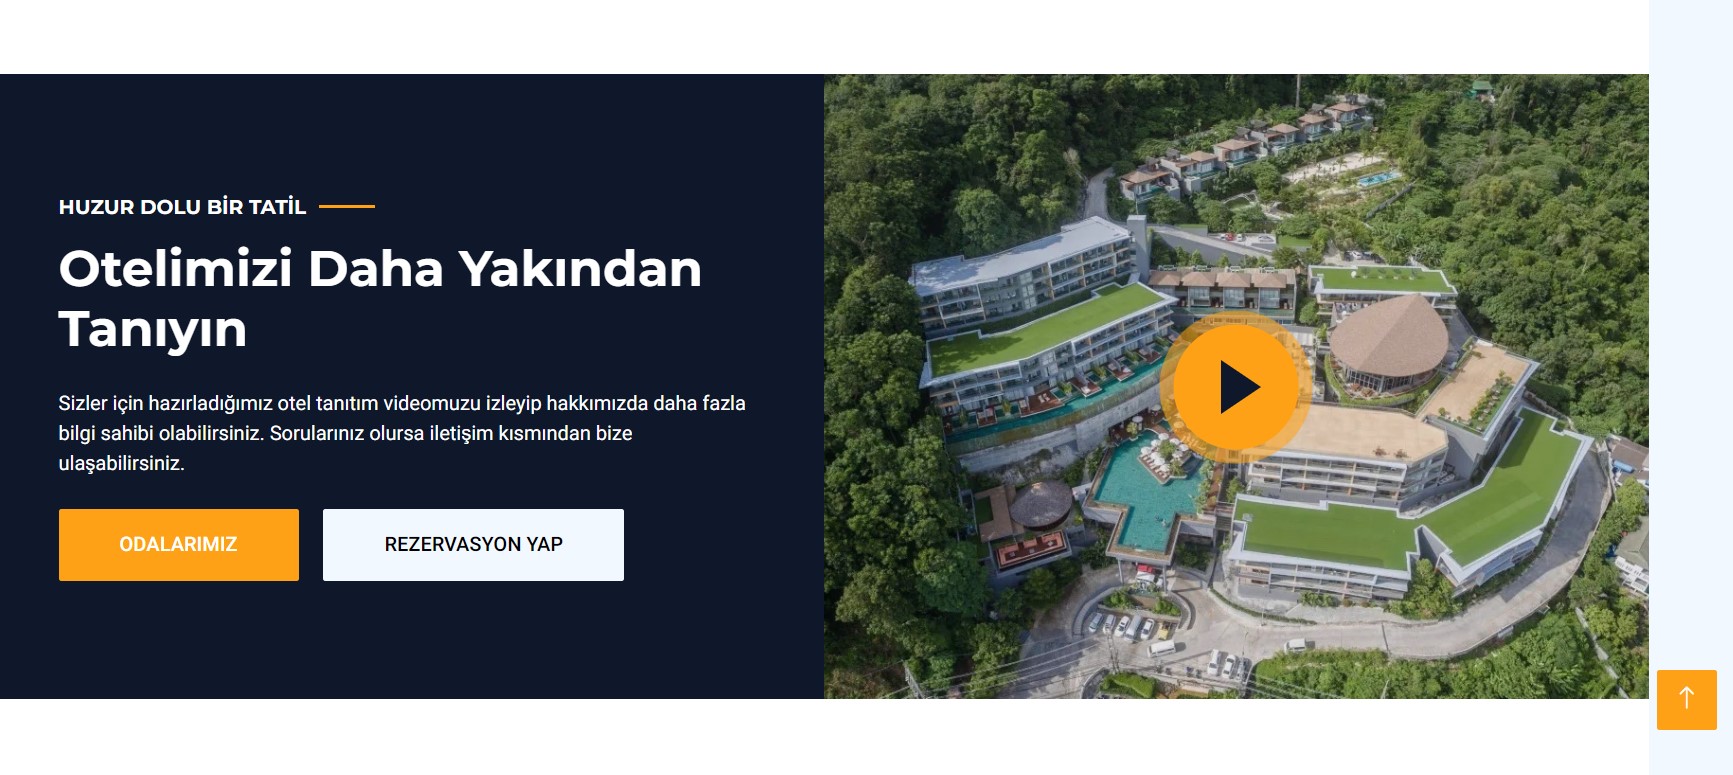 HUZUR DOLU BİR TATİL
Otelimizi Daha Yakından
Tanıyın
Sizler için hazırladığımız otel tanıtım videomuzu izleyip hakkımızda daha fazla
bilgi sahibi olabilirsiniz. Sorularınız olursa iletişim kısmından bize
ulaşabilirsiniz.
ODALARIMIZ
REZERVASYON YAP